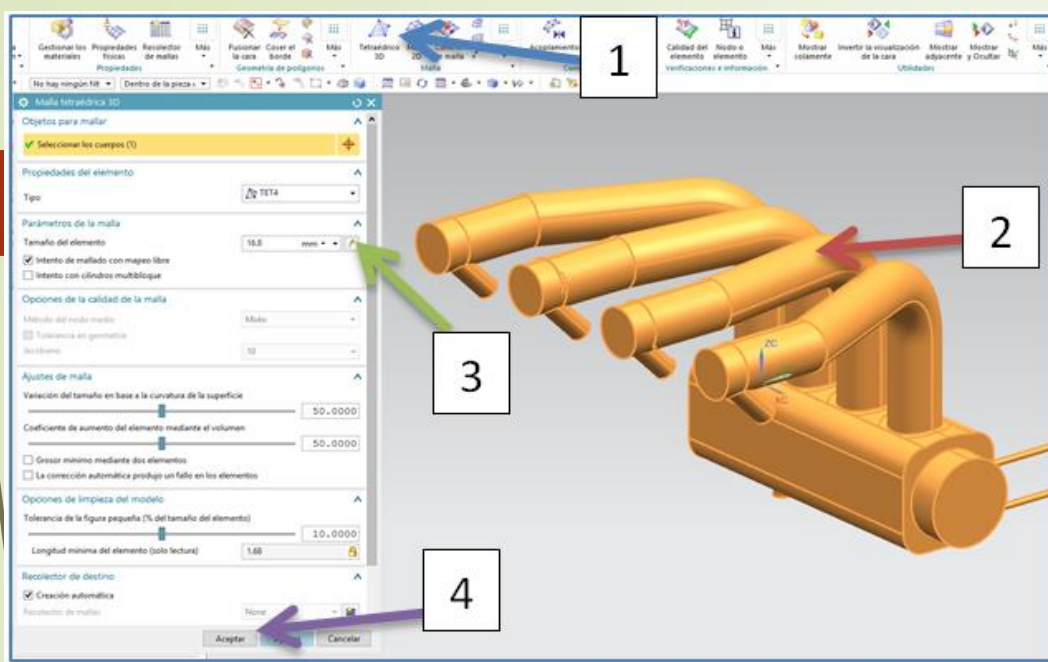 Gestionar los materiales
Propiedades físicas
Recolector de mallas
Más
Fusionar la cara
Coser el borde
Más
Tetraédrico 3D
2D
malla
Acoplamiento
Calidad del elemento
Nodo o elemento
Más
Mostrar solamente
Invertir la visualización de la cara
Mostrar adyacente
Mostrar y Ocultar
Más
Propiedades
Geometría de polígonos
Malla
Verificaciones e información
Utilidades
No hay ningún filt
Dentro de la pieza
1
Malla tetraédrica 3D
Objetos para mallar
Seleccionar los cuerpos (1)
Propiedades del elemento
Tipo
TET4
Parámetros de la malla
Tamaño del elemento
16.8
mm
Intento de mallado con mapeo libre
Intento con cilindros multibloque
Opciones de la calidad de la malla
Método del nodo medio
Mixto
Tolerancia en geometría
Jacobiano
10
Ajustes de malla
Variación del tamaño en base a la curvatura de la superficie
50.0000
Coeficiente de aumento del elemento mediante el volumen
50.0000
Grosor mínimo mediante dos elementos
La corrección automática produjo un fallo en los elementos
Opciones de limpieza del modelo
Tolerancia de la figura pequeña (% del tamaño del elemento)
10.0000
Longitud mínima del elemento (solo lectura)
1.68
Recolector de destino
Creación automática
Recolector de mallas
None
Aceptar
Cancelar
2
3
4
ZC
XC